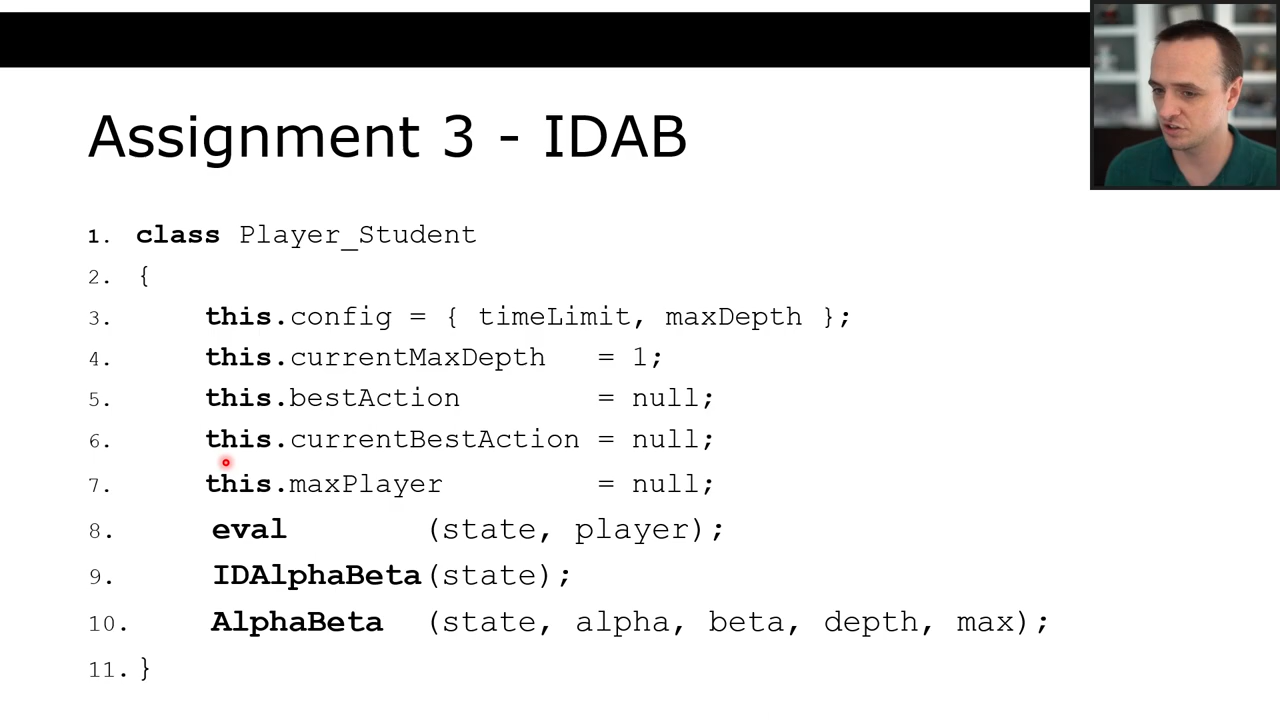 Assignment 3 - IDAB
1. class Player_Student
2. {
3. this.config = { timeLimit, maxDepth };
4. this.currentMaxDepth = 1;
5. this.bestAction = null;
6. this.currentBestAction = null;
7. this.maxPlayer = null;
8. eval (state, player);
9. IDAlphaBeta(state);
10. AlphaBeta (state, alpha, beta, depth, max);
11. }